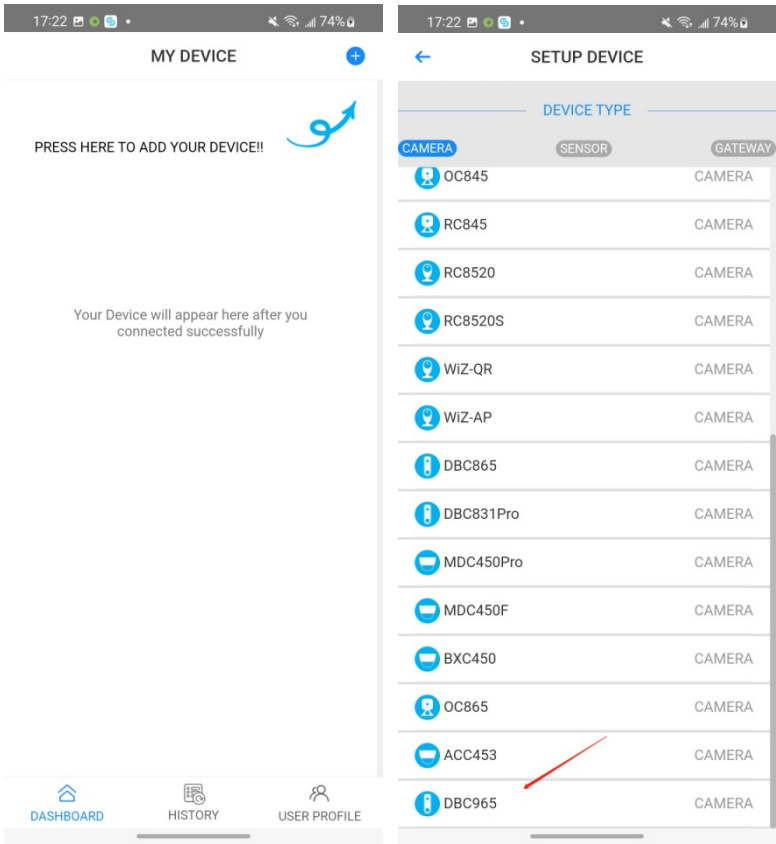 17:22 74%
MY DEVICE
PRESS HERE TO ADD YOUR DEVICE!!
Your Device will appear here after you
connected successfully
DASHBOARD HISTORY USER PROFILE
17:22 74%
SETUP DEVICE
DEVICE TYPE
CAMERA SENSOR GATEWAY
OC845 CAMERA
RC845 CAMERA
RC8520 CAMERA
RC8520S CAMERA
WiZ-QR CAMERA
WiZ-AP CAMERA
DBC865 CAMERA
DBC831Pro CAMERA
MDC450Pro CAMERA
MDC450F CAMERA
BXC450 CAMERA
OC865 CAMERA
ACC453 CAMERA
DBC965 CAMERA